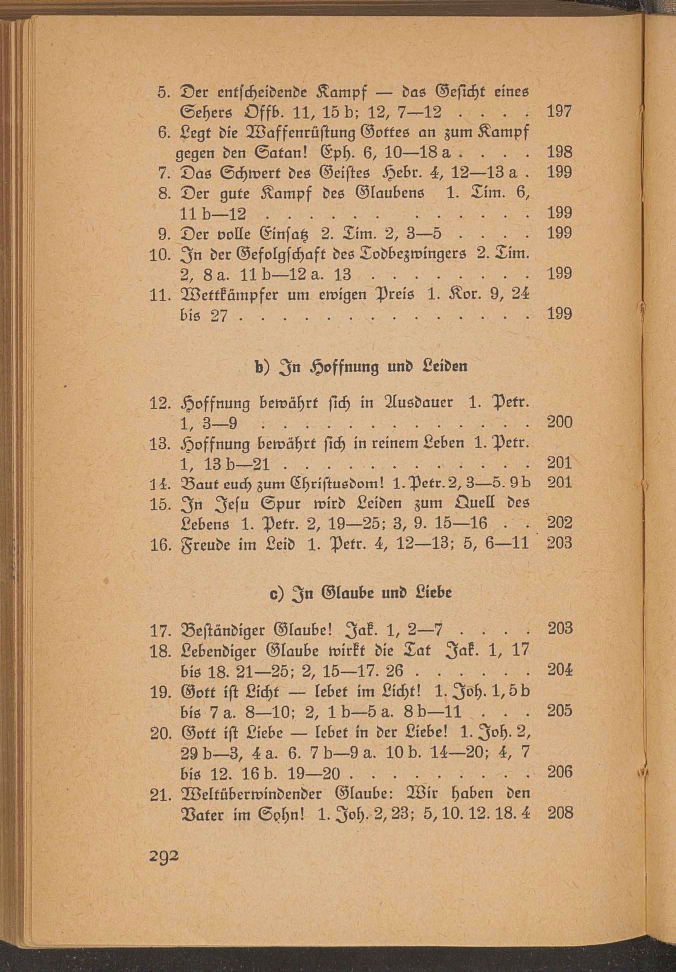 5. Der entscheidende Kampf — das Gesicht eines
Sehers Offb. 11, 15 b; 12, 7—12 . . . . 197
6. Legt die Waffenrüstung Gottes an zum Kampf
gegen den Satan! Eph. 6, 10—18 a . . . . 198
7. Das Schwert des Geistes Hebr. 4, 12—13 a . 199
8. Der gute Kampf des Glaubens 1. Tim. 6,
11 b—12 . . . . . . . . . . . . 199
9. Der volle Einsatz 2. Tim. 2, 3—5 . . . . 199
10. In der Gefolgschaft des Todbezwingers 2. Tim.
2, 8 a. 11 b—12 a. 13 . . . . . . . . 199
11. Wettkämpfer um ewigen Preis 1. Kor. 9, 24
bis 27 . . . . . . . . . . . . . . 199
b) In Hoffnung und Leiden
12. Hoffnung bewährt sich in Ausdauer 1. Petr.
1, 3—9 . . . . . . . . . . . . . 200
13. Hoffnung bewährt sich in reinem Leben 1. Petr.
1, 13 b—21 . . . . . . . . . . . . 201
14. Baut euch zum Christusdom! 1. Petr. 2, 3—5. 9 b 201
15. In Jesu Spur wird Leiden zum Quell des
Lebens 1. Petr. 2, 19—25; 3, 9. 15—16 . . 202
16. Freude im Leid 1. Petr. 4, 12—13; 5, 6—11 203
c) In Glaube und Liebe
17. Beständiger Glaube! Jak. 1, 2—7 . . . . 203
18. Lebendiger Glaube wirkt die Tat Jak. 1, 17
bis 18. 21—25; 2, 15—17. 26 . . . . . . 204
19. Gott ist Licht — lebet im Licht! 1. Joh. 1, 5 b
bis 7 a. 8—10; 2, 1 b—5 a. 8 b—11 . . . 205
20. Gott ist Liebe — lebet in der Liebe! 1. Joh. 2,
29 b—3, 4 a. 6. 7 b—9 a. 10 b. 14—20; 4, 7
bis 12. 16 b. 19—20 . . . . . . . . . 206
21. Weltüberwindender Glaube: Wir haben den
Vater im Sohn! 1. Joh. 2, 23; 5, 10. 12. 18. 4 208
292